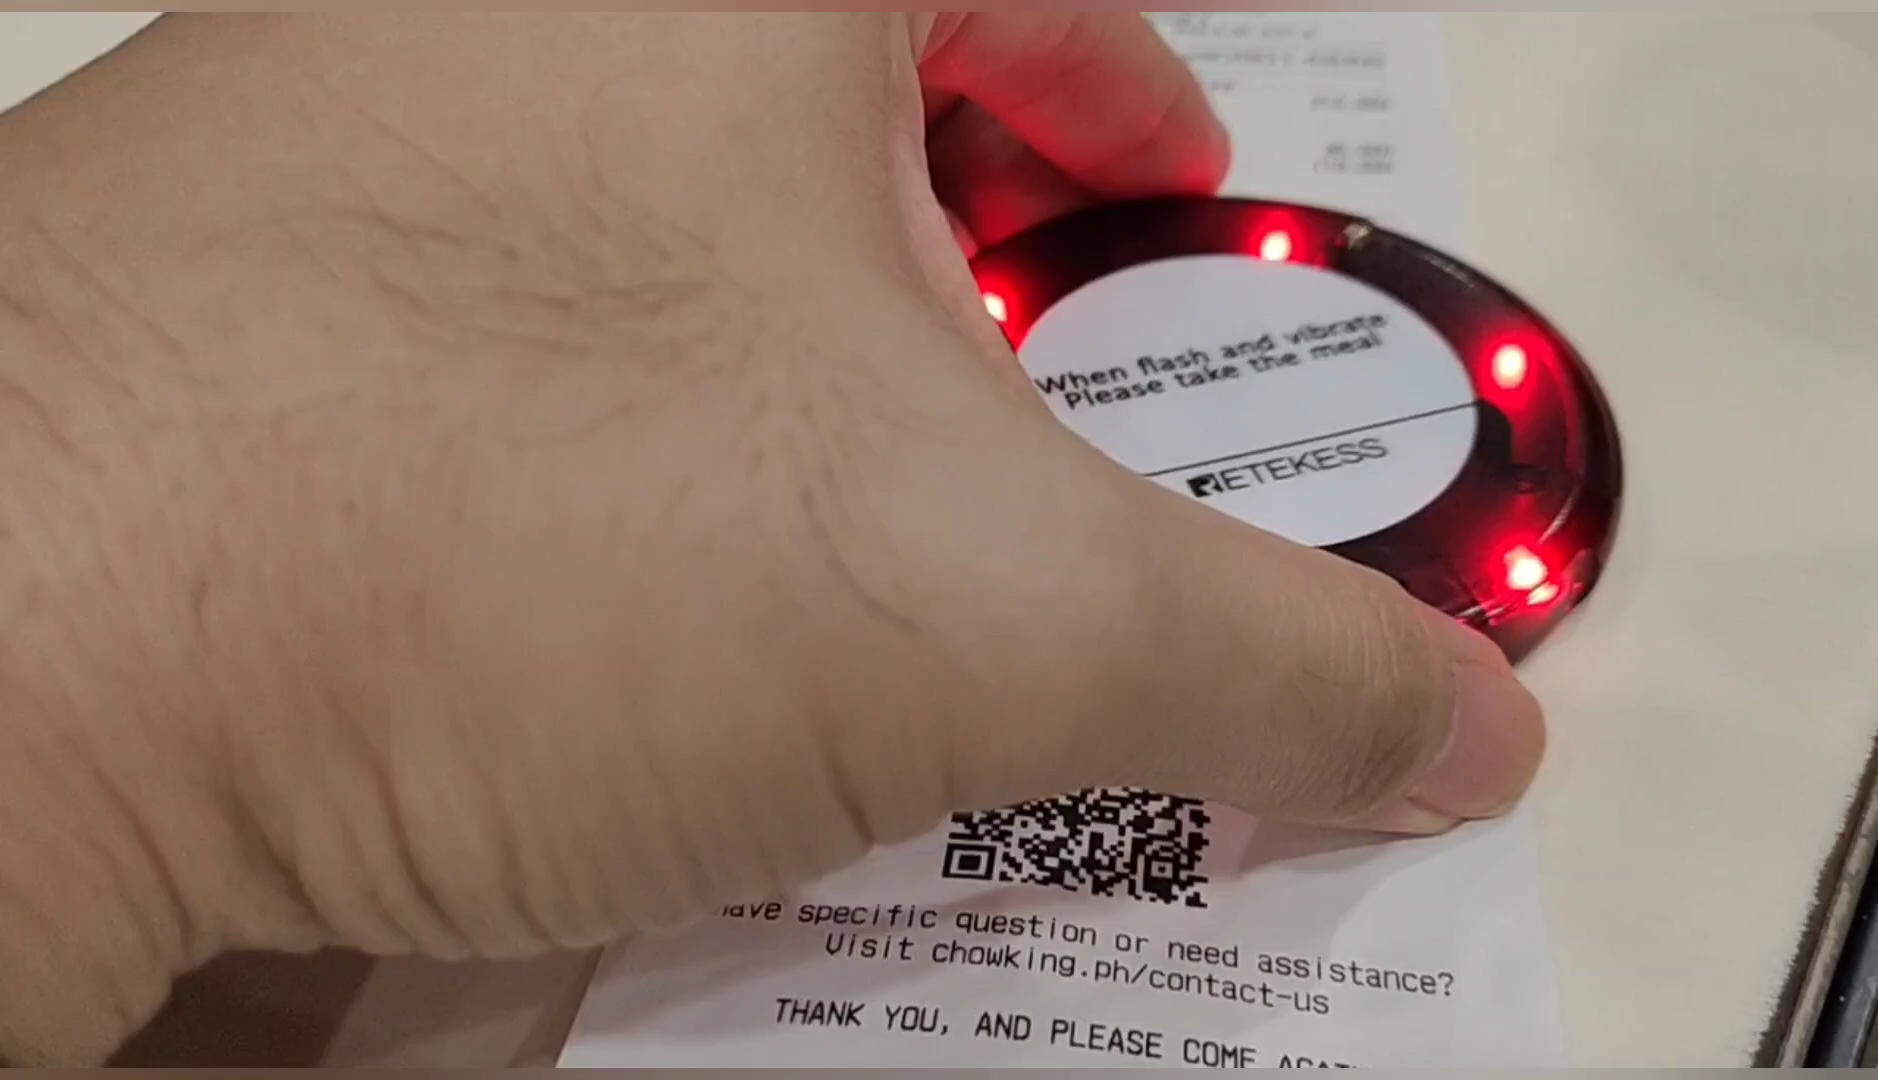 When flash and vibrate
Please take the meal
RETEKESS
have specific question or need assistance?
Visit chowking.ph/contact-us
THANK YOU, AND PLEASE COME